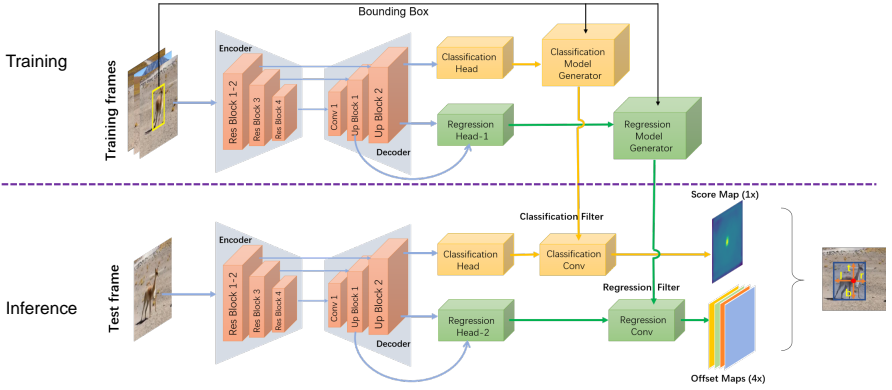 Bounding Box
Training
Training frames
Encoder
Res Block 1-2
Res Block 3
Res Block 4
Conv 1
Up Block 1
Up Block 2
Decoder
Classification
Head
Classification
Model
Generator
Regression
Head-1
Regression
Model
Generator
Inference
Test frame
Encoder
Res Block 1-2
Res Block 3
Res Block 4
Conv 1
Up Block 1
Up Block 2
Decoder
Classification
Head
Classification Filter
Classification
Conv
Score Map (1x)
Regression
Head-2
Regression Filter
Regression
Conv
Offset Maps (4x)
t
l
r
b